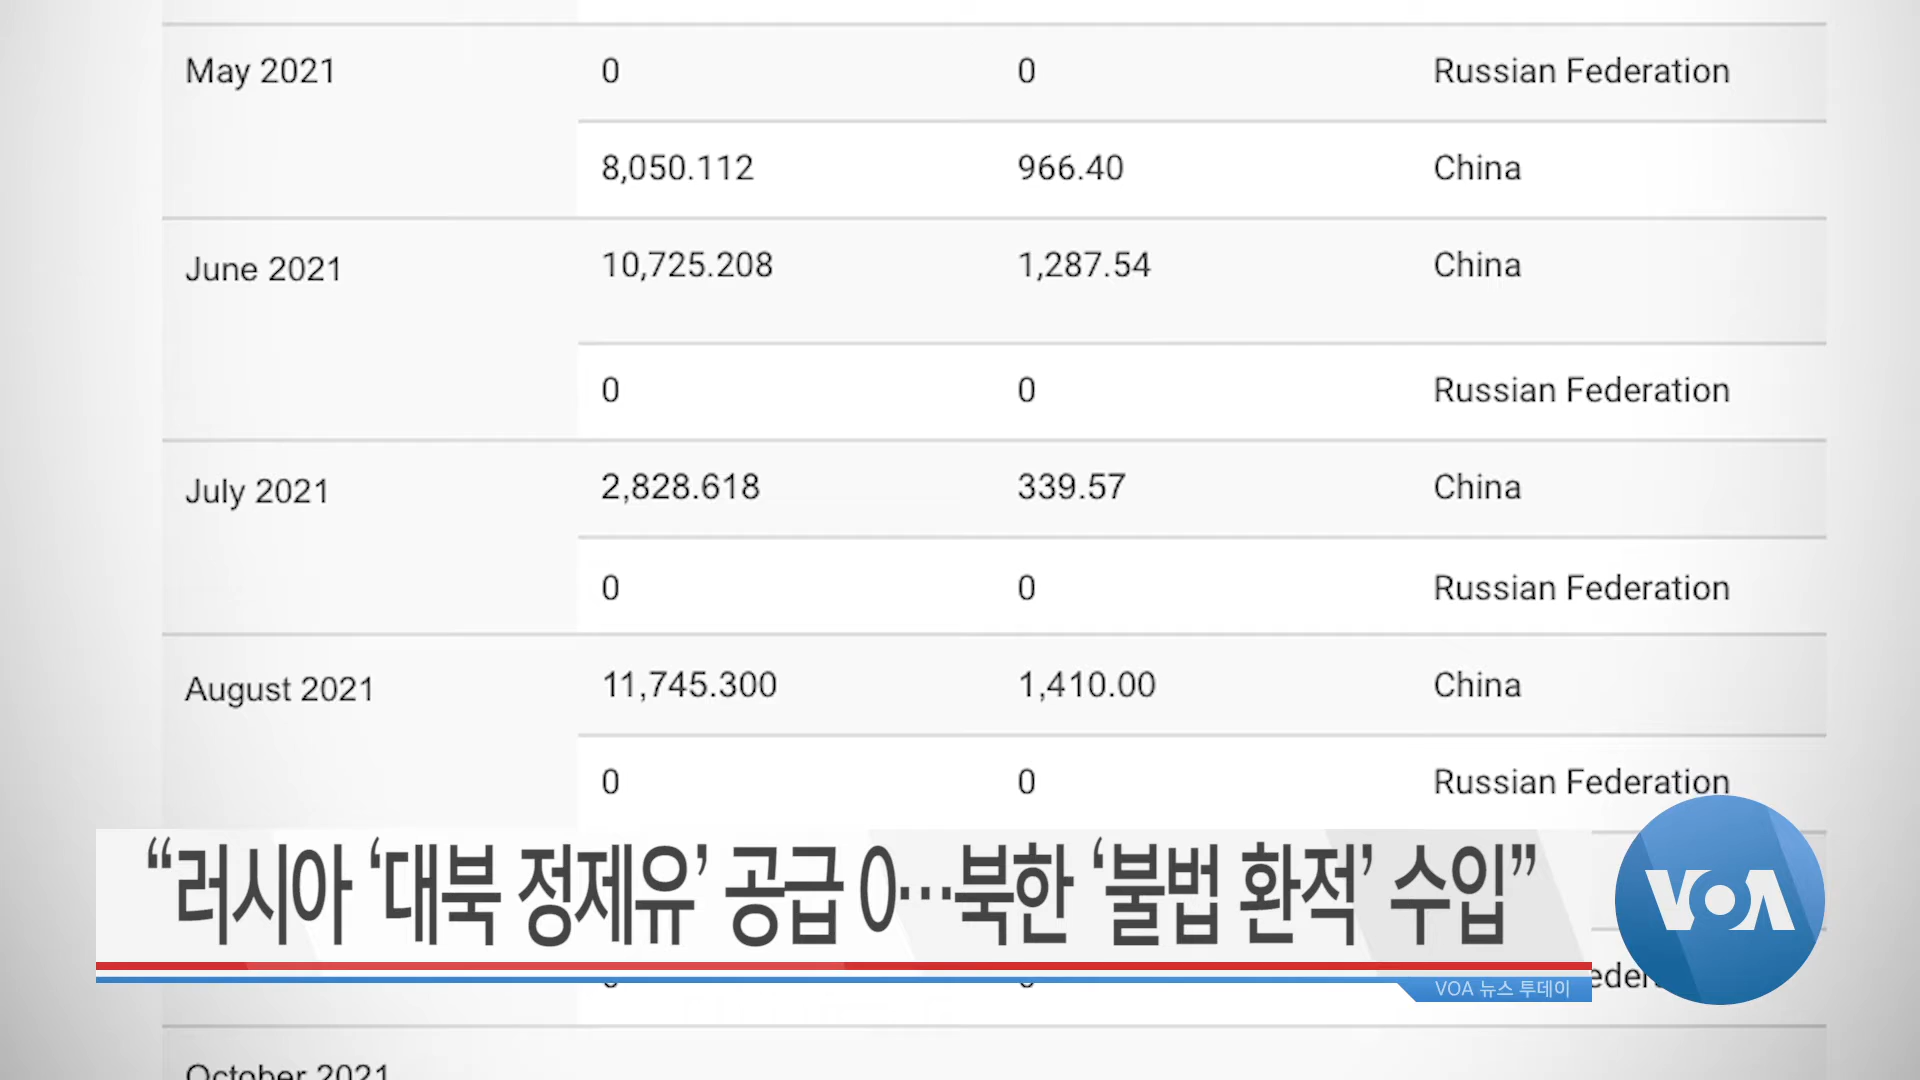 May 2021 0 0 Russian Federation
8,050.112 966.40 China
June 2021 10,725.208 1,287.54 China
0 0 Russian Federation
July 2021 2,828.618 339.57 China
0 0 Russian Federation
August 2021 11,745.300 1,410.00 China
0 0 Russian Federation
“러시아 ‘대북 정제유’ 공급 0…북한 ‘불법 환적’ 수입”
VOA
VOA 뉴스 투데이
October 2021